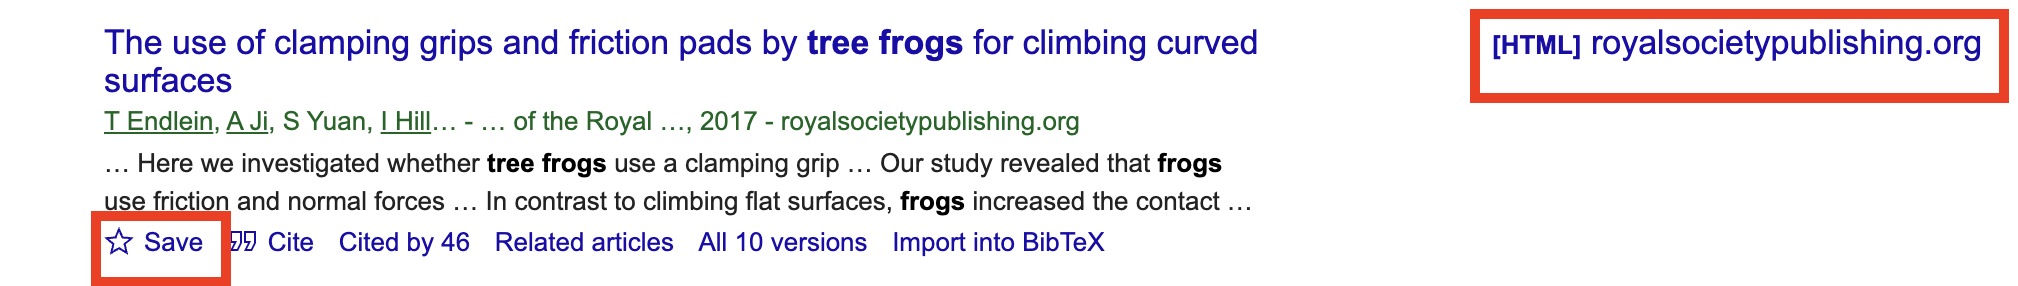 The use of clamping grips and friction pads by tree frogs for climbing curved
surfaces
[HTML] royalsocietypublishing.org
T Endlein, A Ji, S Yuan, I Hill… - … of the Royal …, 2017 - royalsocietypublishing.org
… Here we investigated whether tree frogs use a clamping grip … Our study revealed that frogs
use friction and normal forces … In contrast to climbing flat surfaces, frogs increased the contact …
Save Cite Cited by 46 Related articles All 10 versions Import into BibTeX